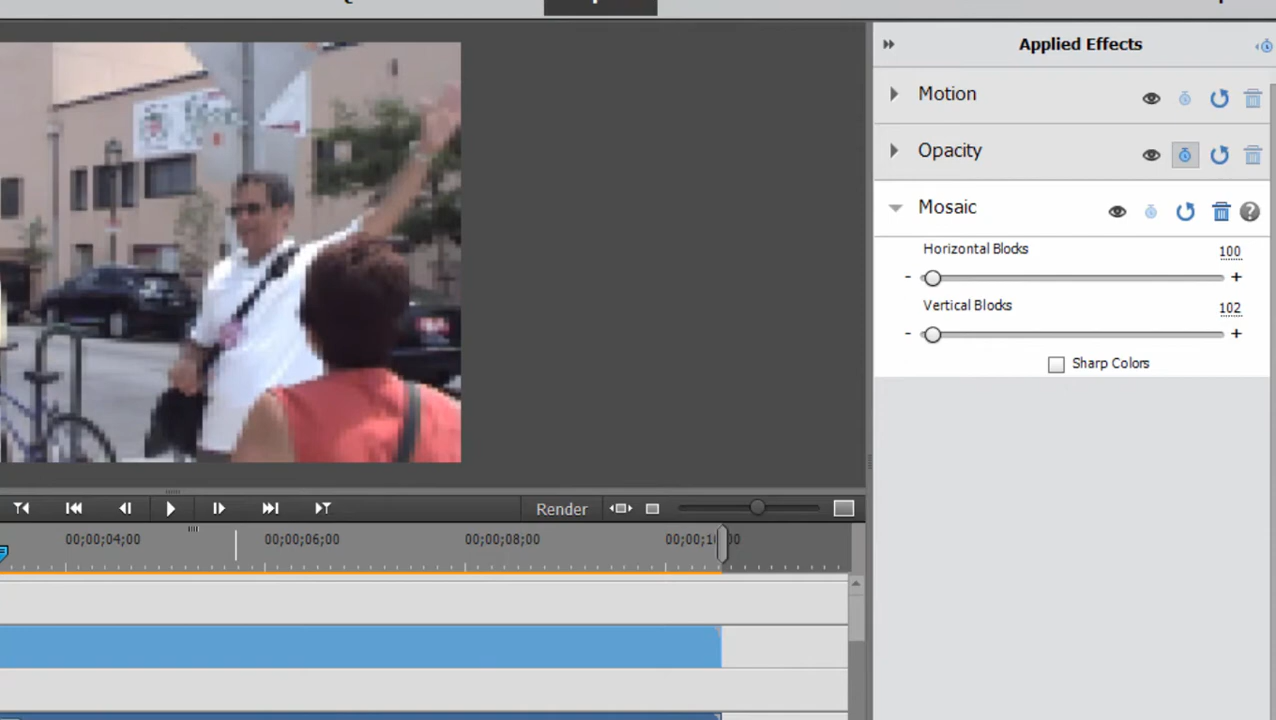 Applied Effects
Motion
Opacity
Mosaic
Horizontal Blocks 100
- +
Vertical Blocks 102
- +
Sharp Colors
Render
00;00;04;00 00;00;06;00 00;00;08;00